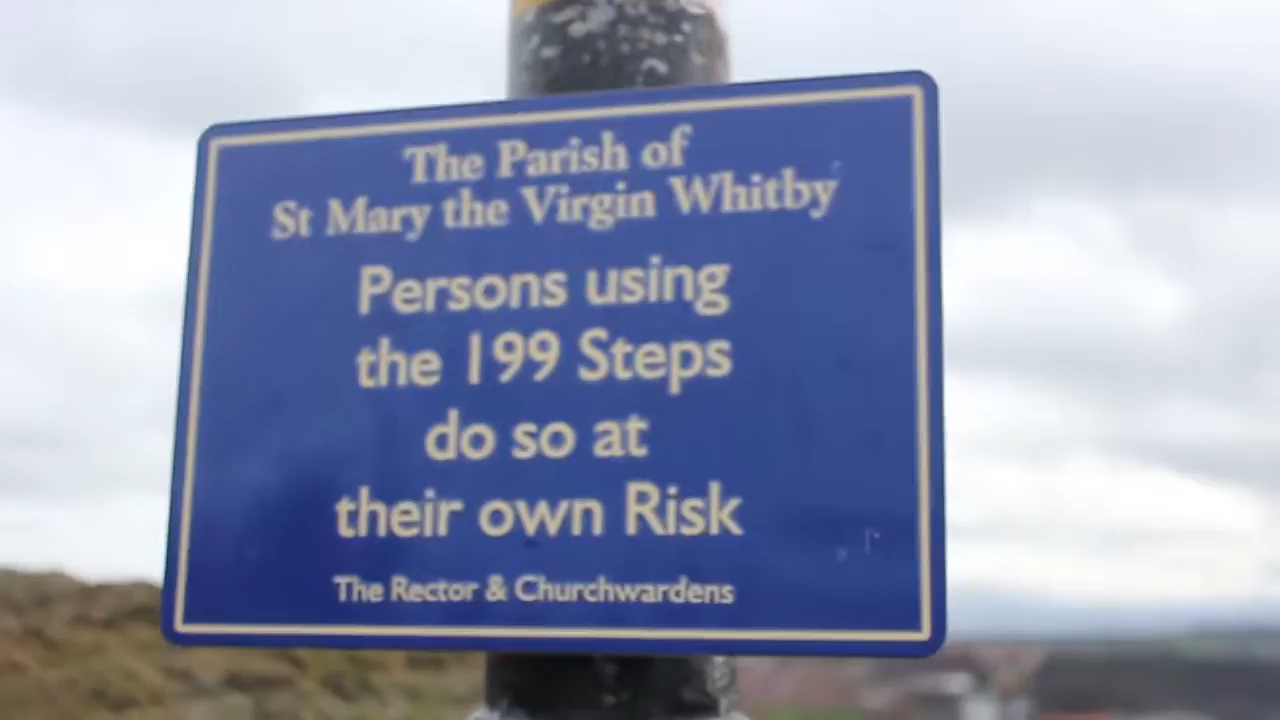 The Parish of
St Mary the Virgin Whitby
Persons using
the 199 Steps
do so at
their own Risk
The Rector & Churchwardens